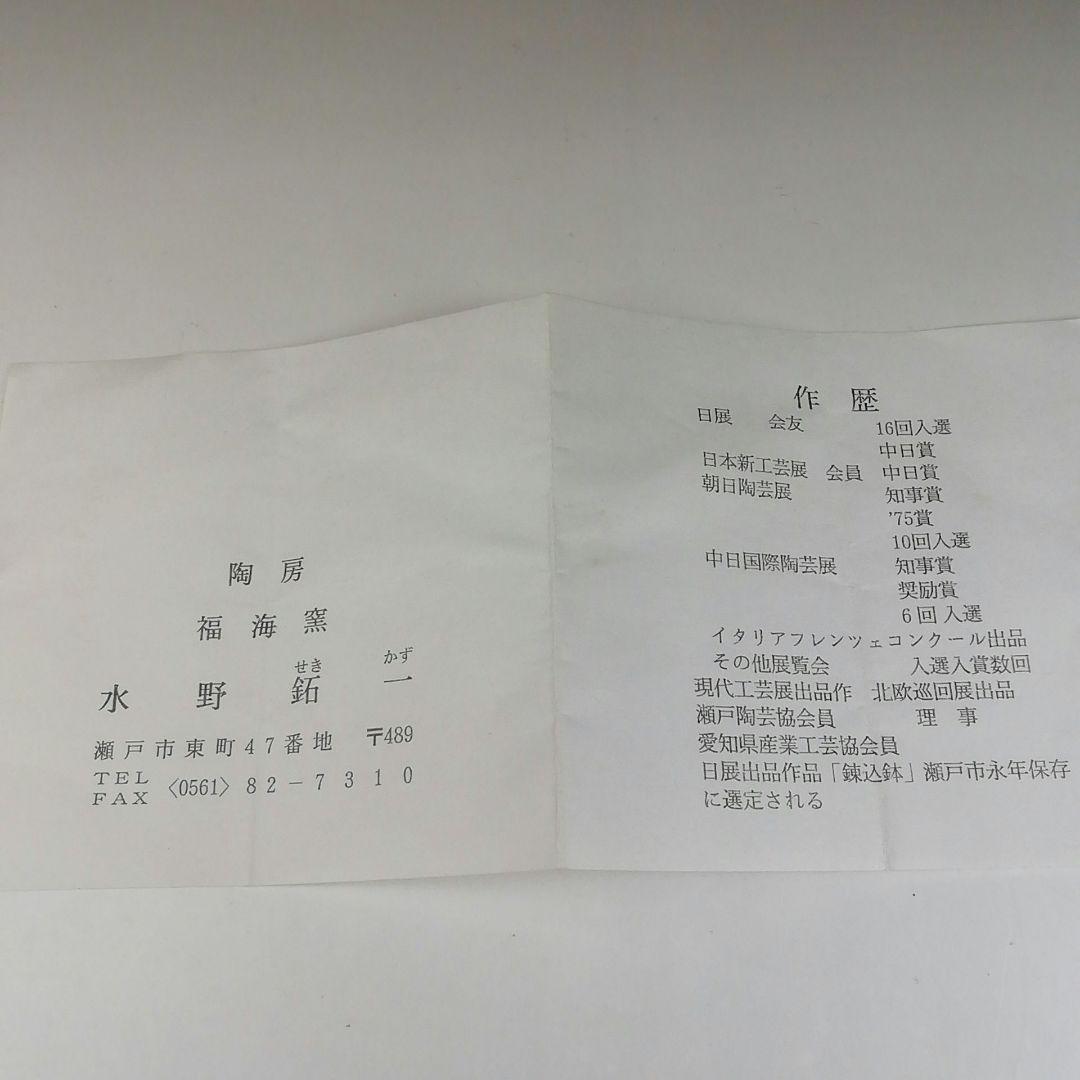 陶房
福海窯
せき かず
水野鉐一
瀬戸市東町47番地 〒489
TEL
FAX 〈0561〉82-7310
作歴
日展 会友 16回入選
中日賞
日本新工芸展 会員 中日賞
朝日陶芸展 知事賞
'75賞
10回入選
中日国際陶芸展 知事賞
奨励賞
6回入選
イタリアフレンツェコンクール出品
その他展覧会 入選入賞数回
現代工芸展出品作 北欧巡回展出品
瀬戸陶芸協会員 理事
愛知県産業工芸協会員
日展出品作品「錬込鉢」瀬戸市永年保存
に選定される